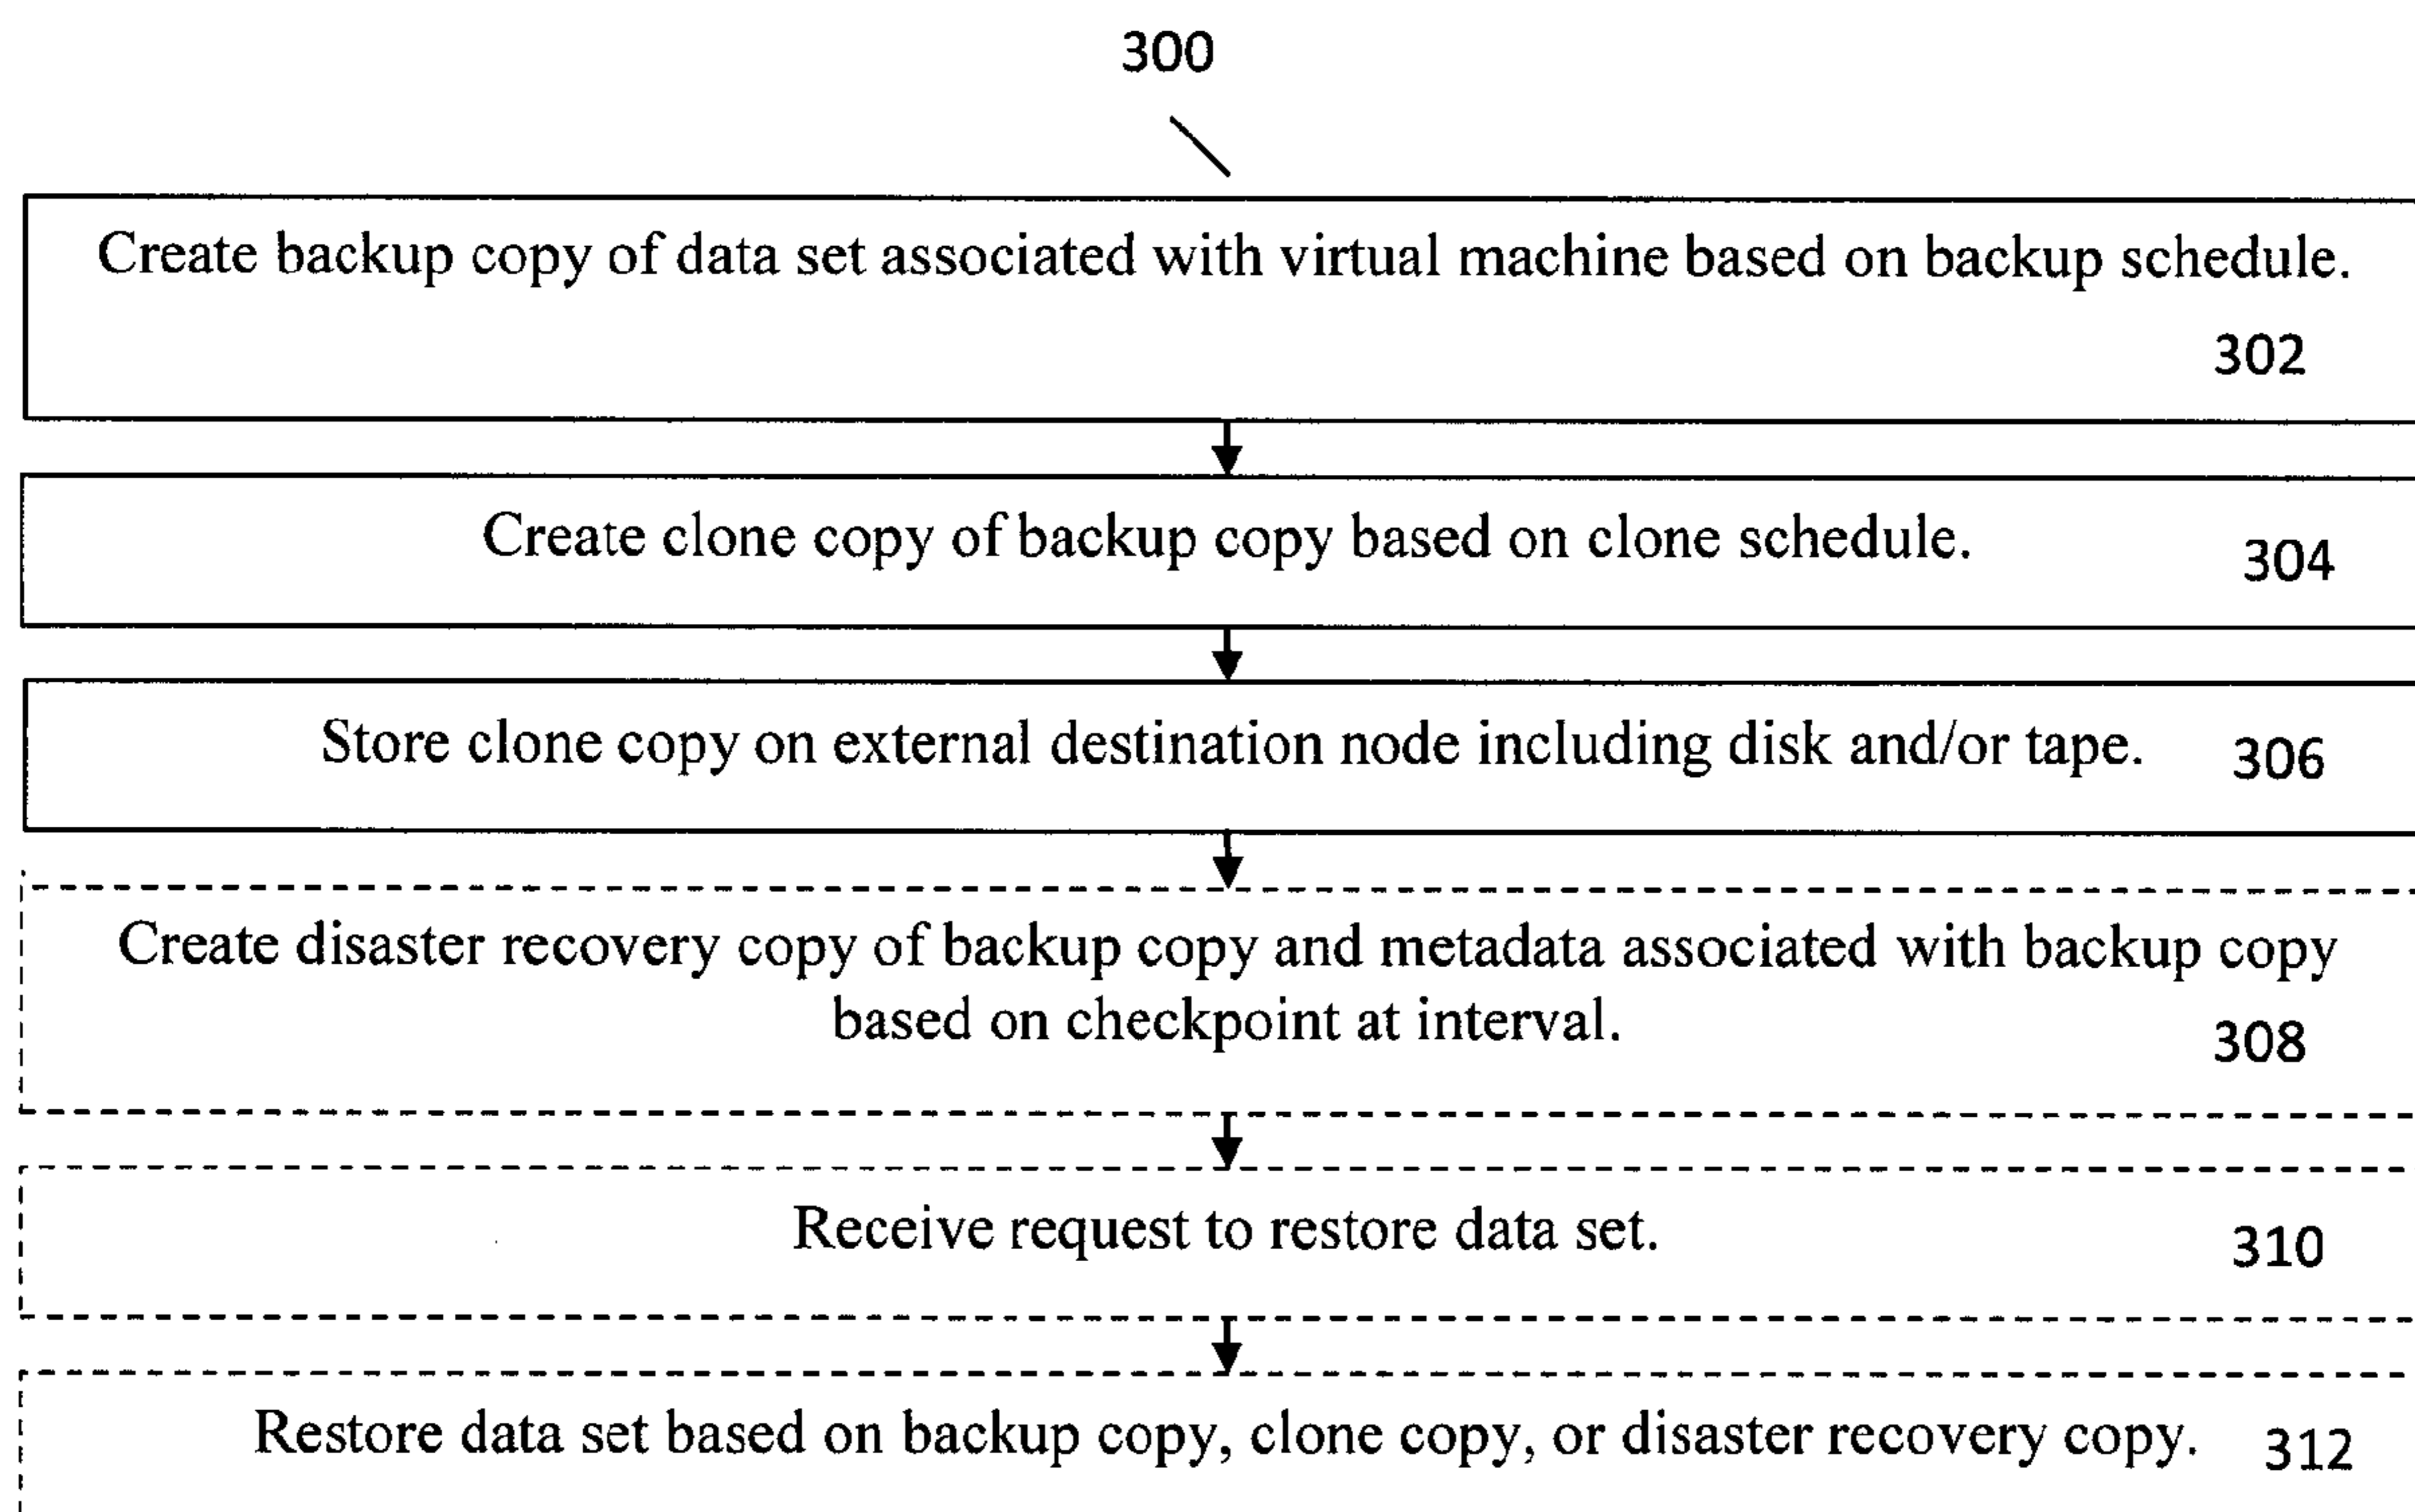 300
Create backup copy of data set associated with virtual machine based on backup schedule.
302
Create clone copy of backup copy based on clone schedule.
304
Store clone copy on external destination node including disk and/or tape.
306
Create disaster recovery copy of backup copy and metadata associated with backup copy
based on checkpoint at interval.
308
Receive request to restore data set.
310
Restore data set based on backup copy, clone copy, or disaster recovery copy.
312